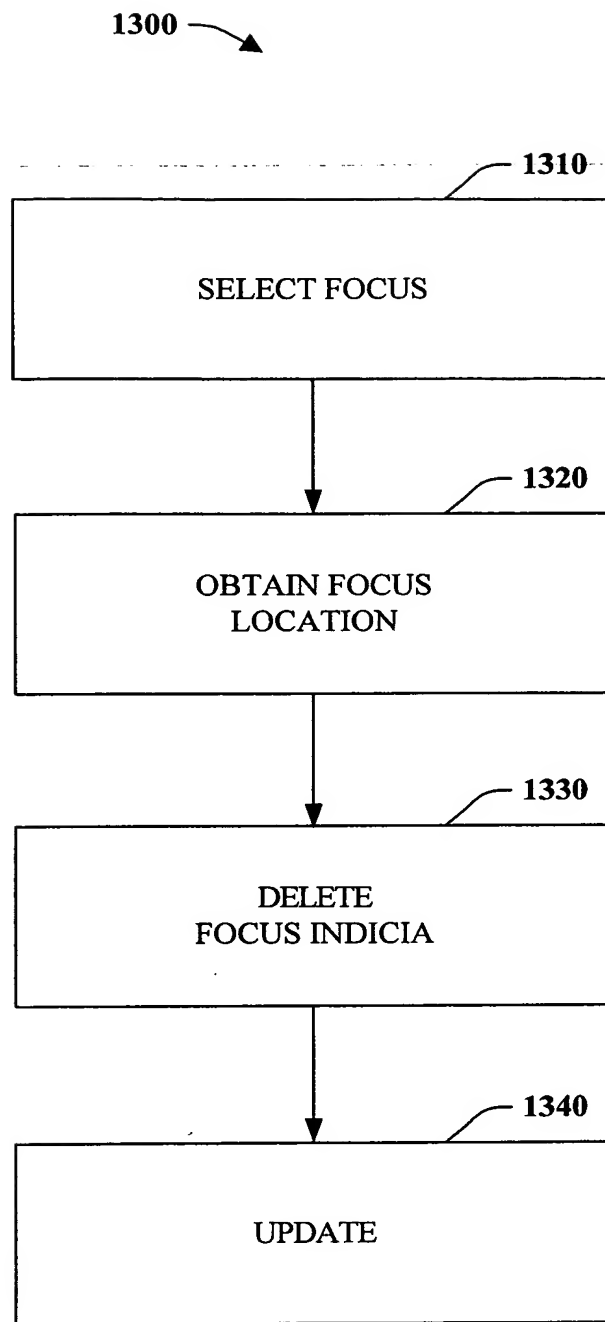 1300
1310
SELECT FOCUS
1320
OBTAIN FOCUS
LOCATION
1330
DELETE
FOCUS INDICIA
1340
UPDATE